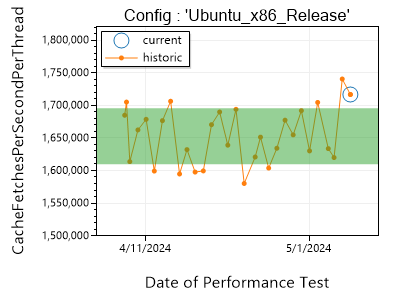 Config : 'Ubuntu_x86_Release'
CacheFetchesPerSecondPerThread
1,800,000
1,750,000
1,700,000
1,650,000
1,600,000
1,550,000
1,500,000
current
historic
4/11/2024
5/1/2024
Date of Performance Test